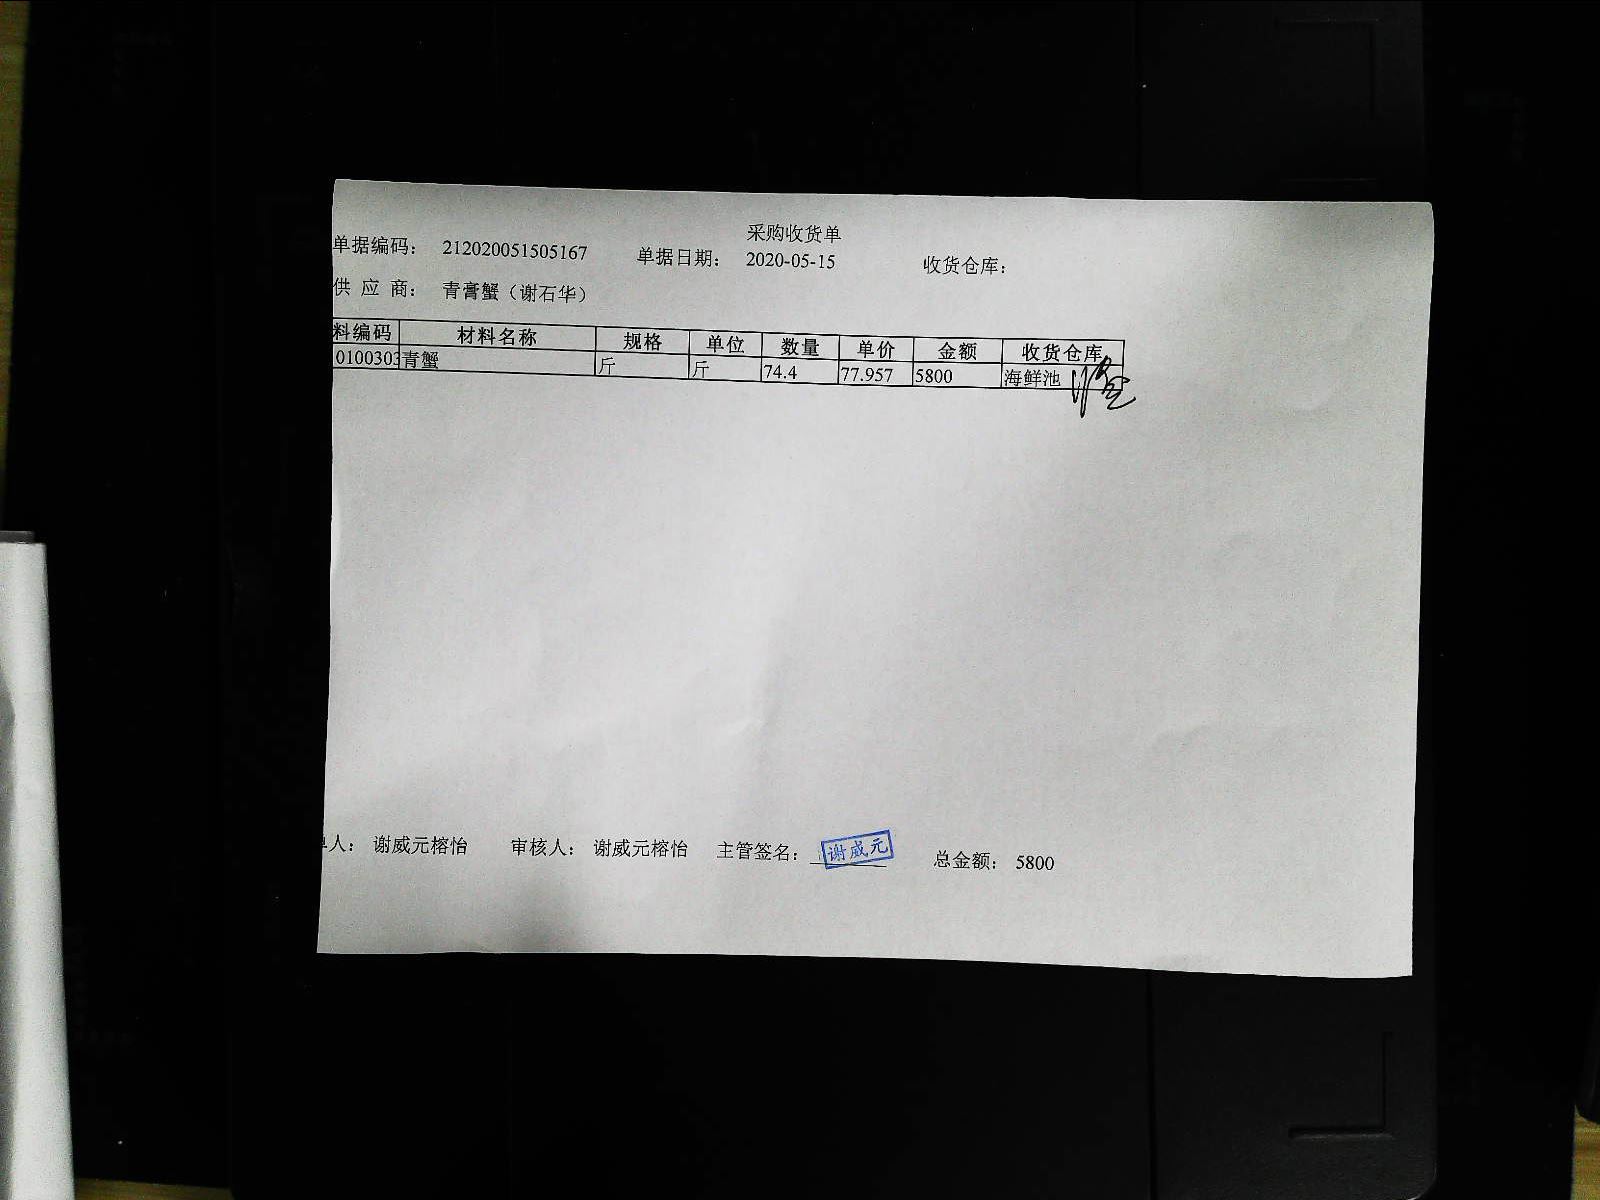 采购收货单
单据编码： 212020051505167 单据日期： 2020-05-15 收货仓库：
供 应 商： 青膏蟹（谢石华）
料编码 材料名称 规格 单位 数量 单价 金额 收货仓库
0100303 青蟹 斤 斤 74.4 77.957 5800 海鲜池
人： 谢威元榕怡 审核人： 谢威元榕怡 主管签名： 谢威元 总金额： 5800